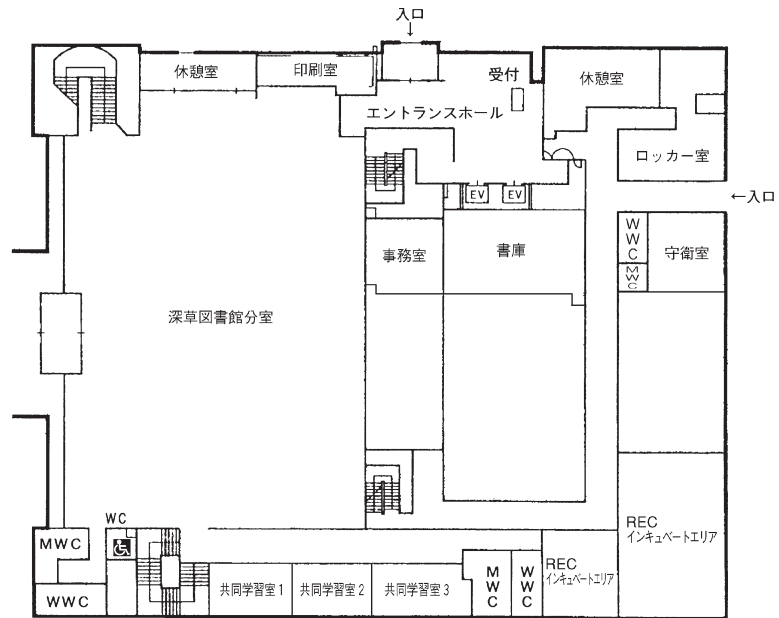 入口
↓
休憩室
印刷室
受付
休憩室
エントランスホール
ロッカー室
EV
EV
←入口
事務室
書庫
WWC
MWC
守衛室
深草図書館分室
WC
MWC
WWC
共同学習室1
共同学習室2
共同学習室3
MWC
WWC
REC
インキュベートエリア
REC
インキュベートエリア